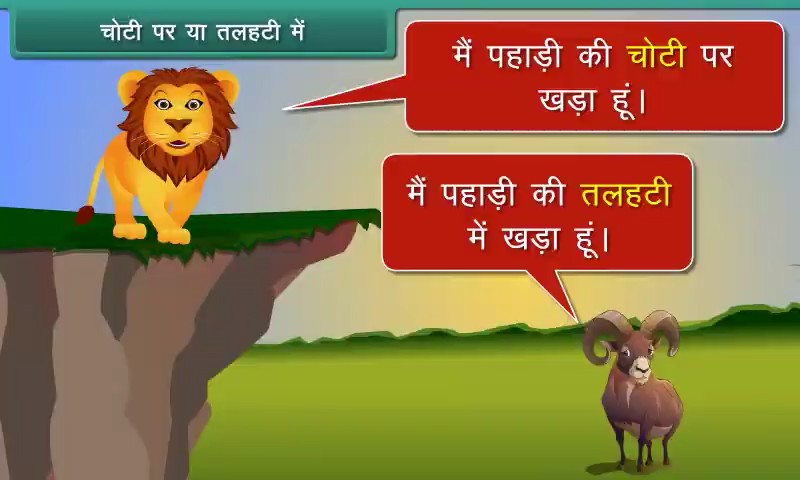 चोटी पर या तलहटी में
मैं पहाड़ी की चोटी पर
खड़ा हूं।
मैं पहाड़ी की तलहटी
में खड़ा हूं।